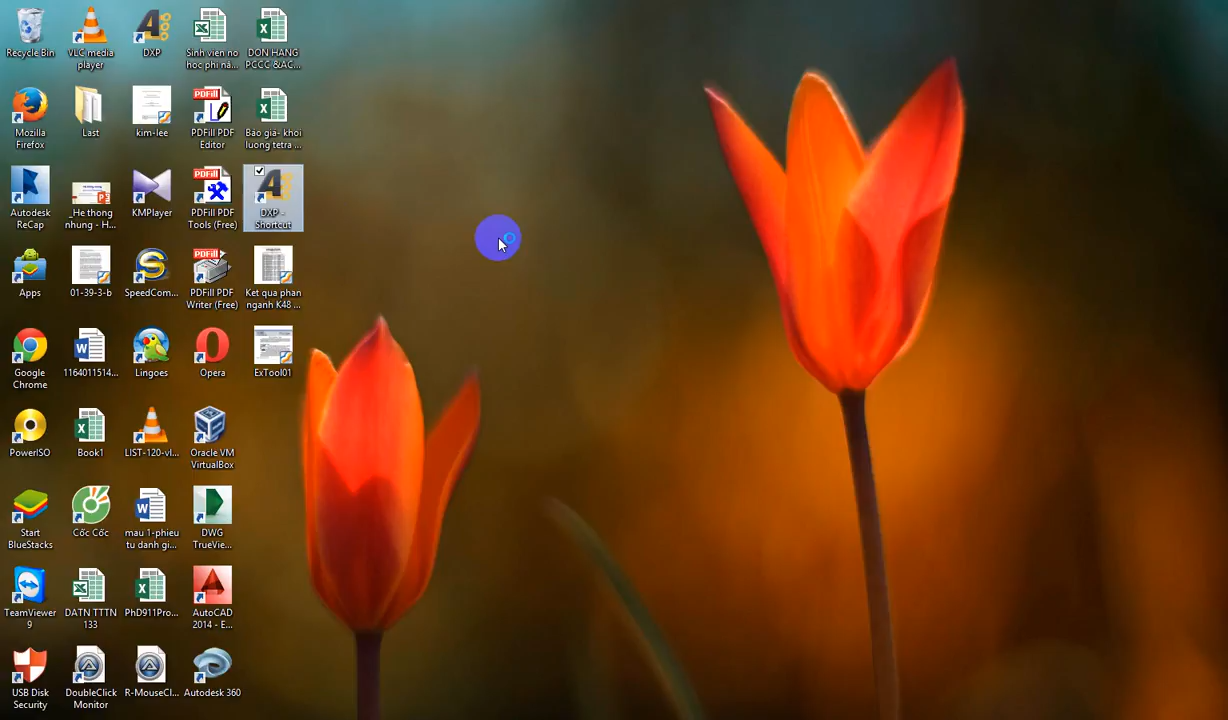 Recycle Bin
VLC media
player
DXP
Sinh vien no
hoc phi nă...
DON HANG
PCCC &AC...
Mozilla
Firefox
Last
kim-lee
PDFill PDF
Editor
Báo giá- khoi
luong tetra ...
Autodesk
ReCap
_He thong
nhung - H...
KMPlayer
PDFill PDF
Tools (Free)
DXP -
Shortcut
Apps
01-39-3-b
SpeedCom...
PDFill PDF
Writer (Free)
Ket qua phan
nganh K48 ...
Google
Chrome
1164011514...
Lingoes
Opera
ExTool01
PowerISO
Book1
LIST-120-vI...
Oracle VM
VirtualBox
Start
BlueStacks
Cốc Cốc
mau 1-phieu
tu danh gi...
DWG
TrueVie...
TeamViewer
9
DATN TTTN
133
PhD911Pro...
AutoCAD
2014 - E...
USB Disk
Security
DoubleClick
Monitor
R-MouseCl...
Autodesk 360